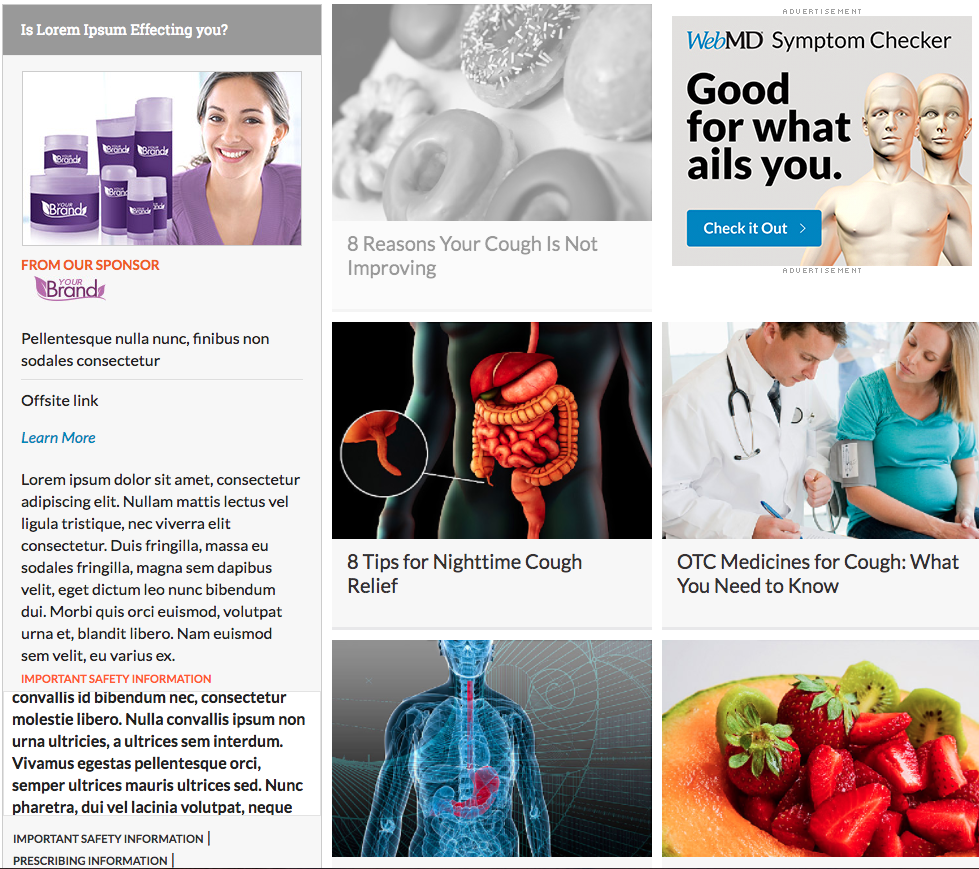 Is Lorem Ipsum Effecting you?
YOUR
Brand
YOUR
Brand
YOUR
Brand
YOUR
Brand
YOUR
Brand
YOUR
Brand
FROM OUR SPONSOR
YOUR
Brand
Pellentesque nulla nunc, finibus non
sodales consectetur
Offsite link
Learn More
Lorem ipsum dolor sit amet, consectetur
adipiscing elit. Nullam mattis lectus vel
ligula tristique, nec viverra elit
consectetur. Duis fringilla, massa eu
sodales fringilla, magna sem dapibus
velit, eget dictum leo nunc bibendum
dui. Morbi quis orci euismod, volutpat
urna et, blandit libero. Nam euismod
sem velit, eu varius ex.
IMPORTANT SAFETY INFORMATION
convallis id bibendum nec, consectetur
molestie libero. Nulla convallis ipsum non
urna ultricies, a ultrices sem interdum.
Vivamus egestas pellentesque orci,
semper ultrices mauris ultrices sed. Nunc
pharetra, dui vel lacinia volutpat, neque
IMPORTANT SAFETY INFORMATION |
PRESCRIBING INFORMATION |
8 Reasons Your Cough Is Not
Improving
ADVERTISEMENT
WebMD Symptom Checker
Good
for what
ails you.
Check it Out >
ADVERTISEMENT
8 Tips for Nighttime Cough
Relief
OTC Medicines for Cough: What
You Need to Know